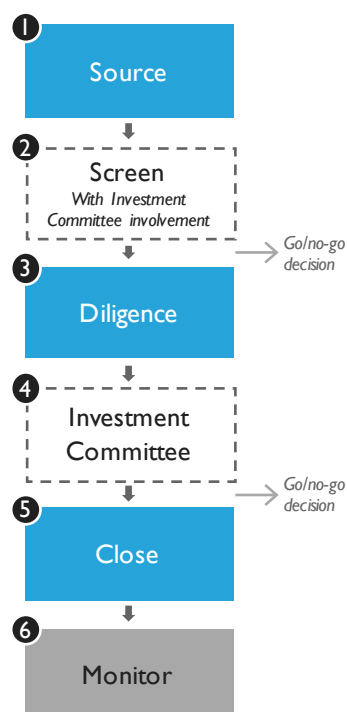 1
Source
2
Screen
With Investment
Committee involvement
Go/no-go
decision
3
Diligence
4
Investment
Committee
Go/no-go
decision
5
Close
6
Monitor